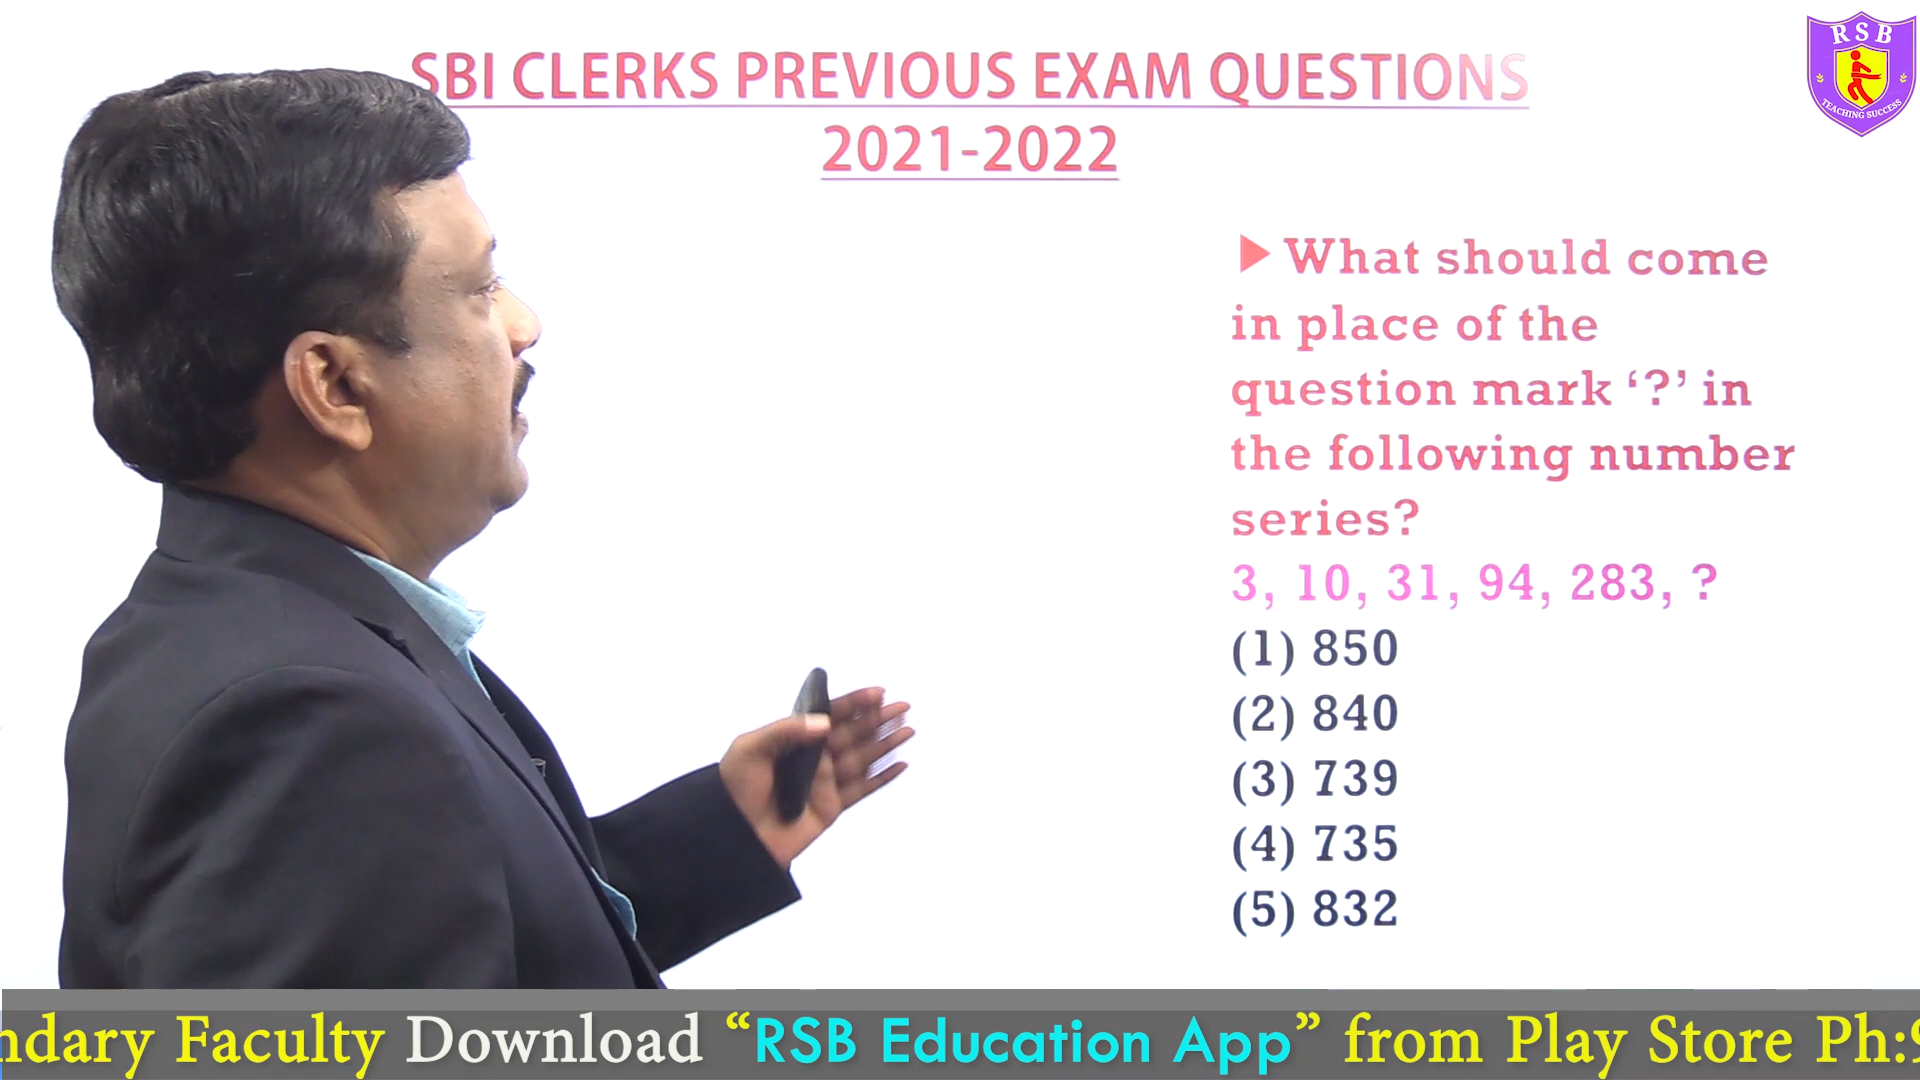 SBI CLERKS PREVIOUS EXAM QUESTIONS
2021-2022
RSB
TEACHING SUCCESS
▶ What should come
in place of the
question mark ‘?’ in
the following number
series?
3, 10, 31, 94, 283, ?
(1) 850
(2) 840
(3) 739
(4) 735
(5) 832
ndary Faculty Download “RSB Education App” from Play Store Ph:9